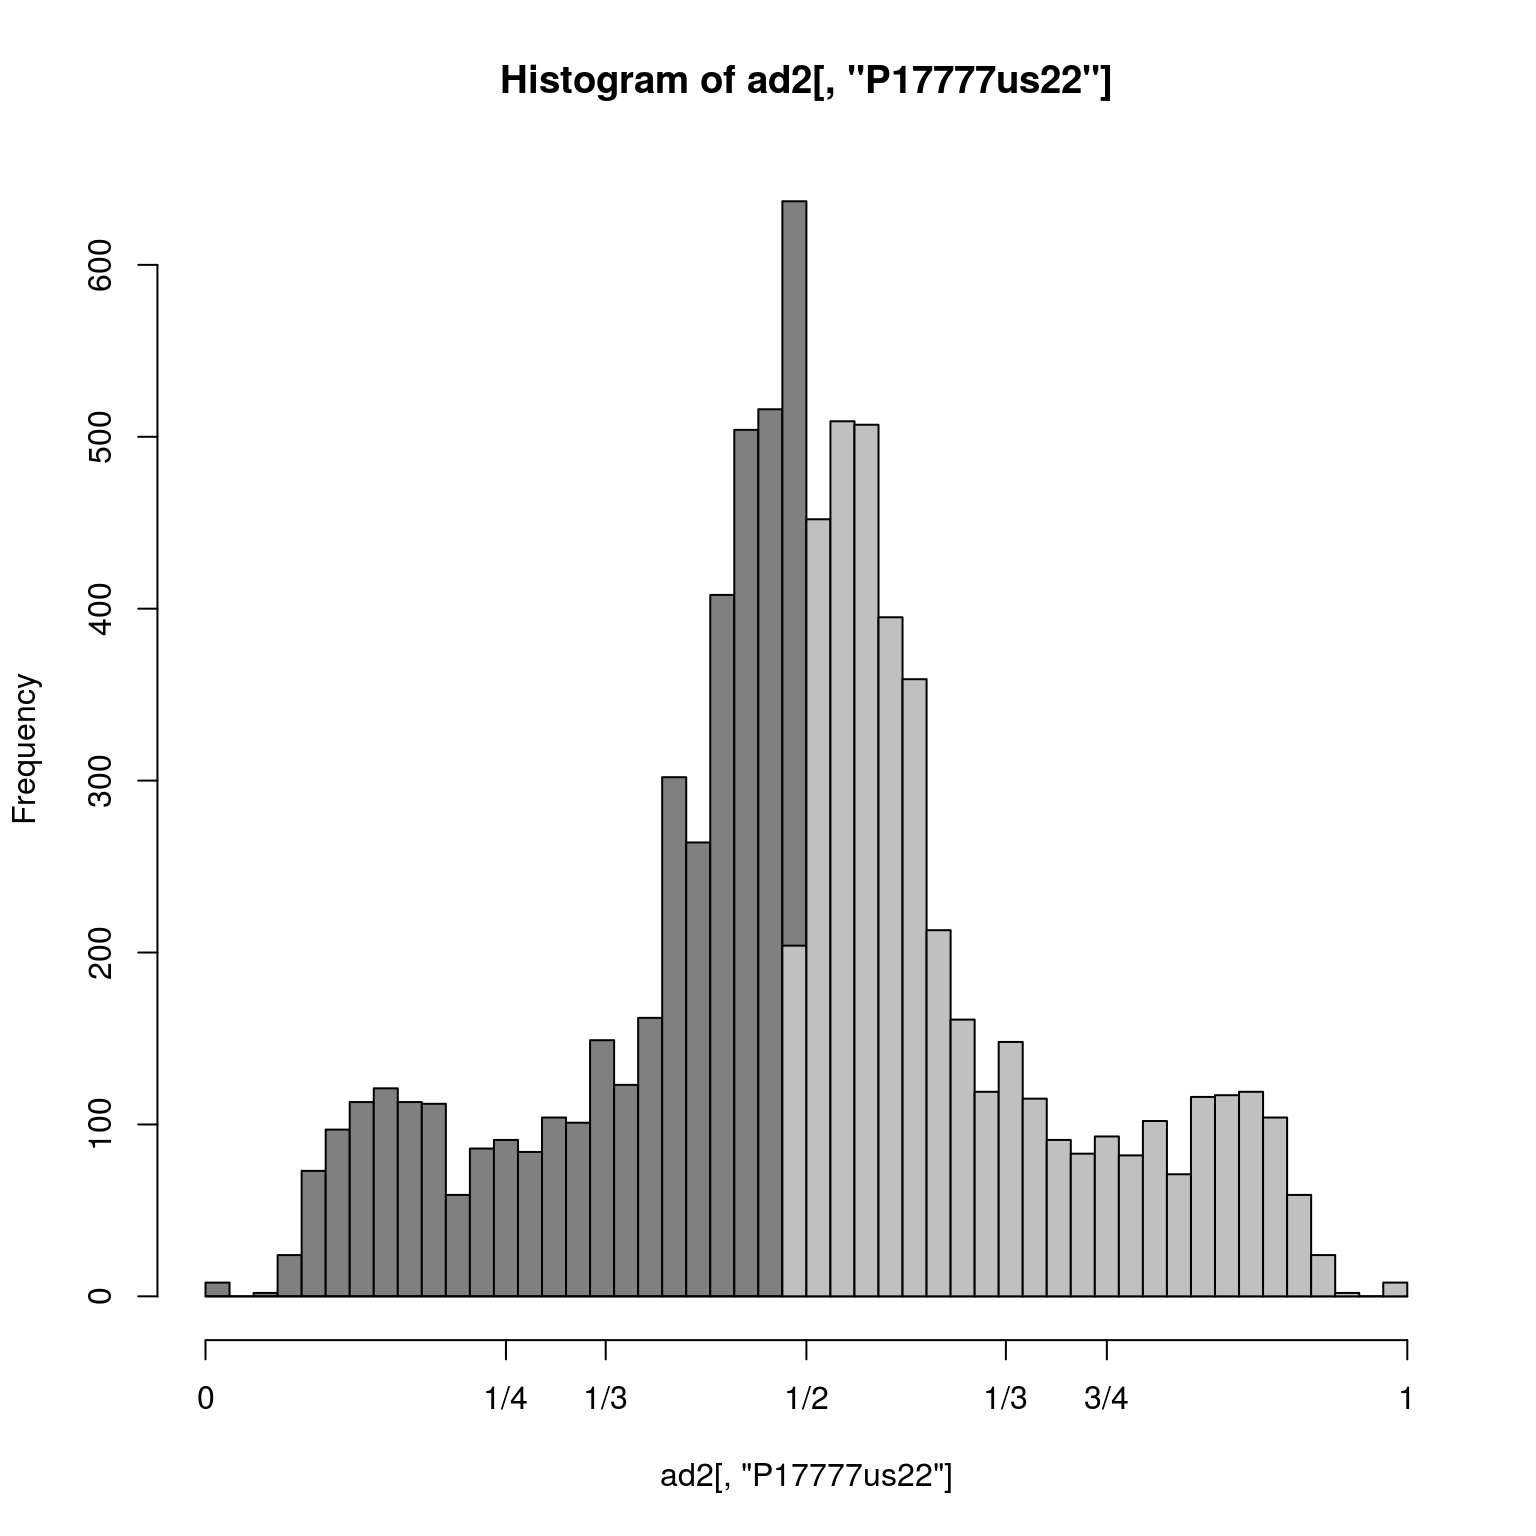 Histogram of ad2[, "P17777us22"]
Frequency
600
500
400
300
200
100
0
0 1/4 1/3 1/2 1/3 3/4 1
ad2[, "P17777us22"]